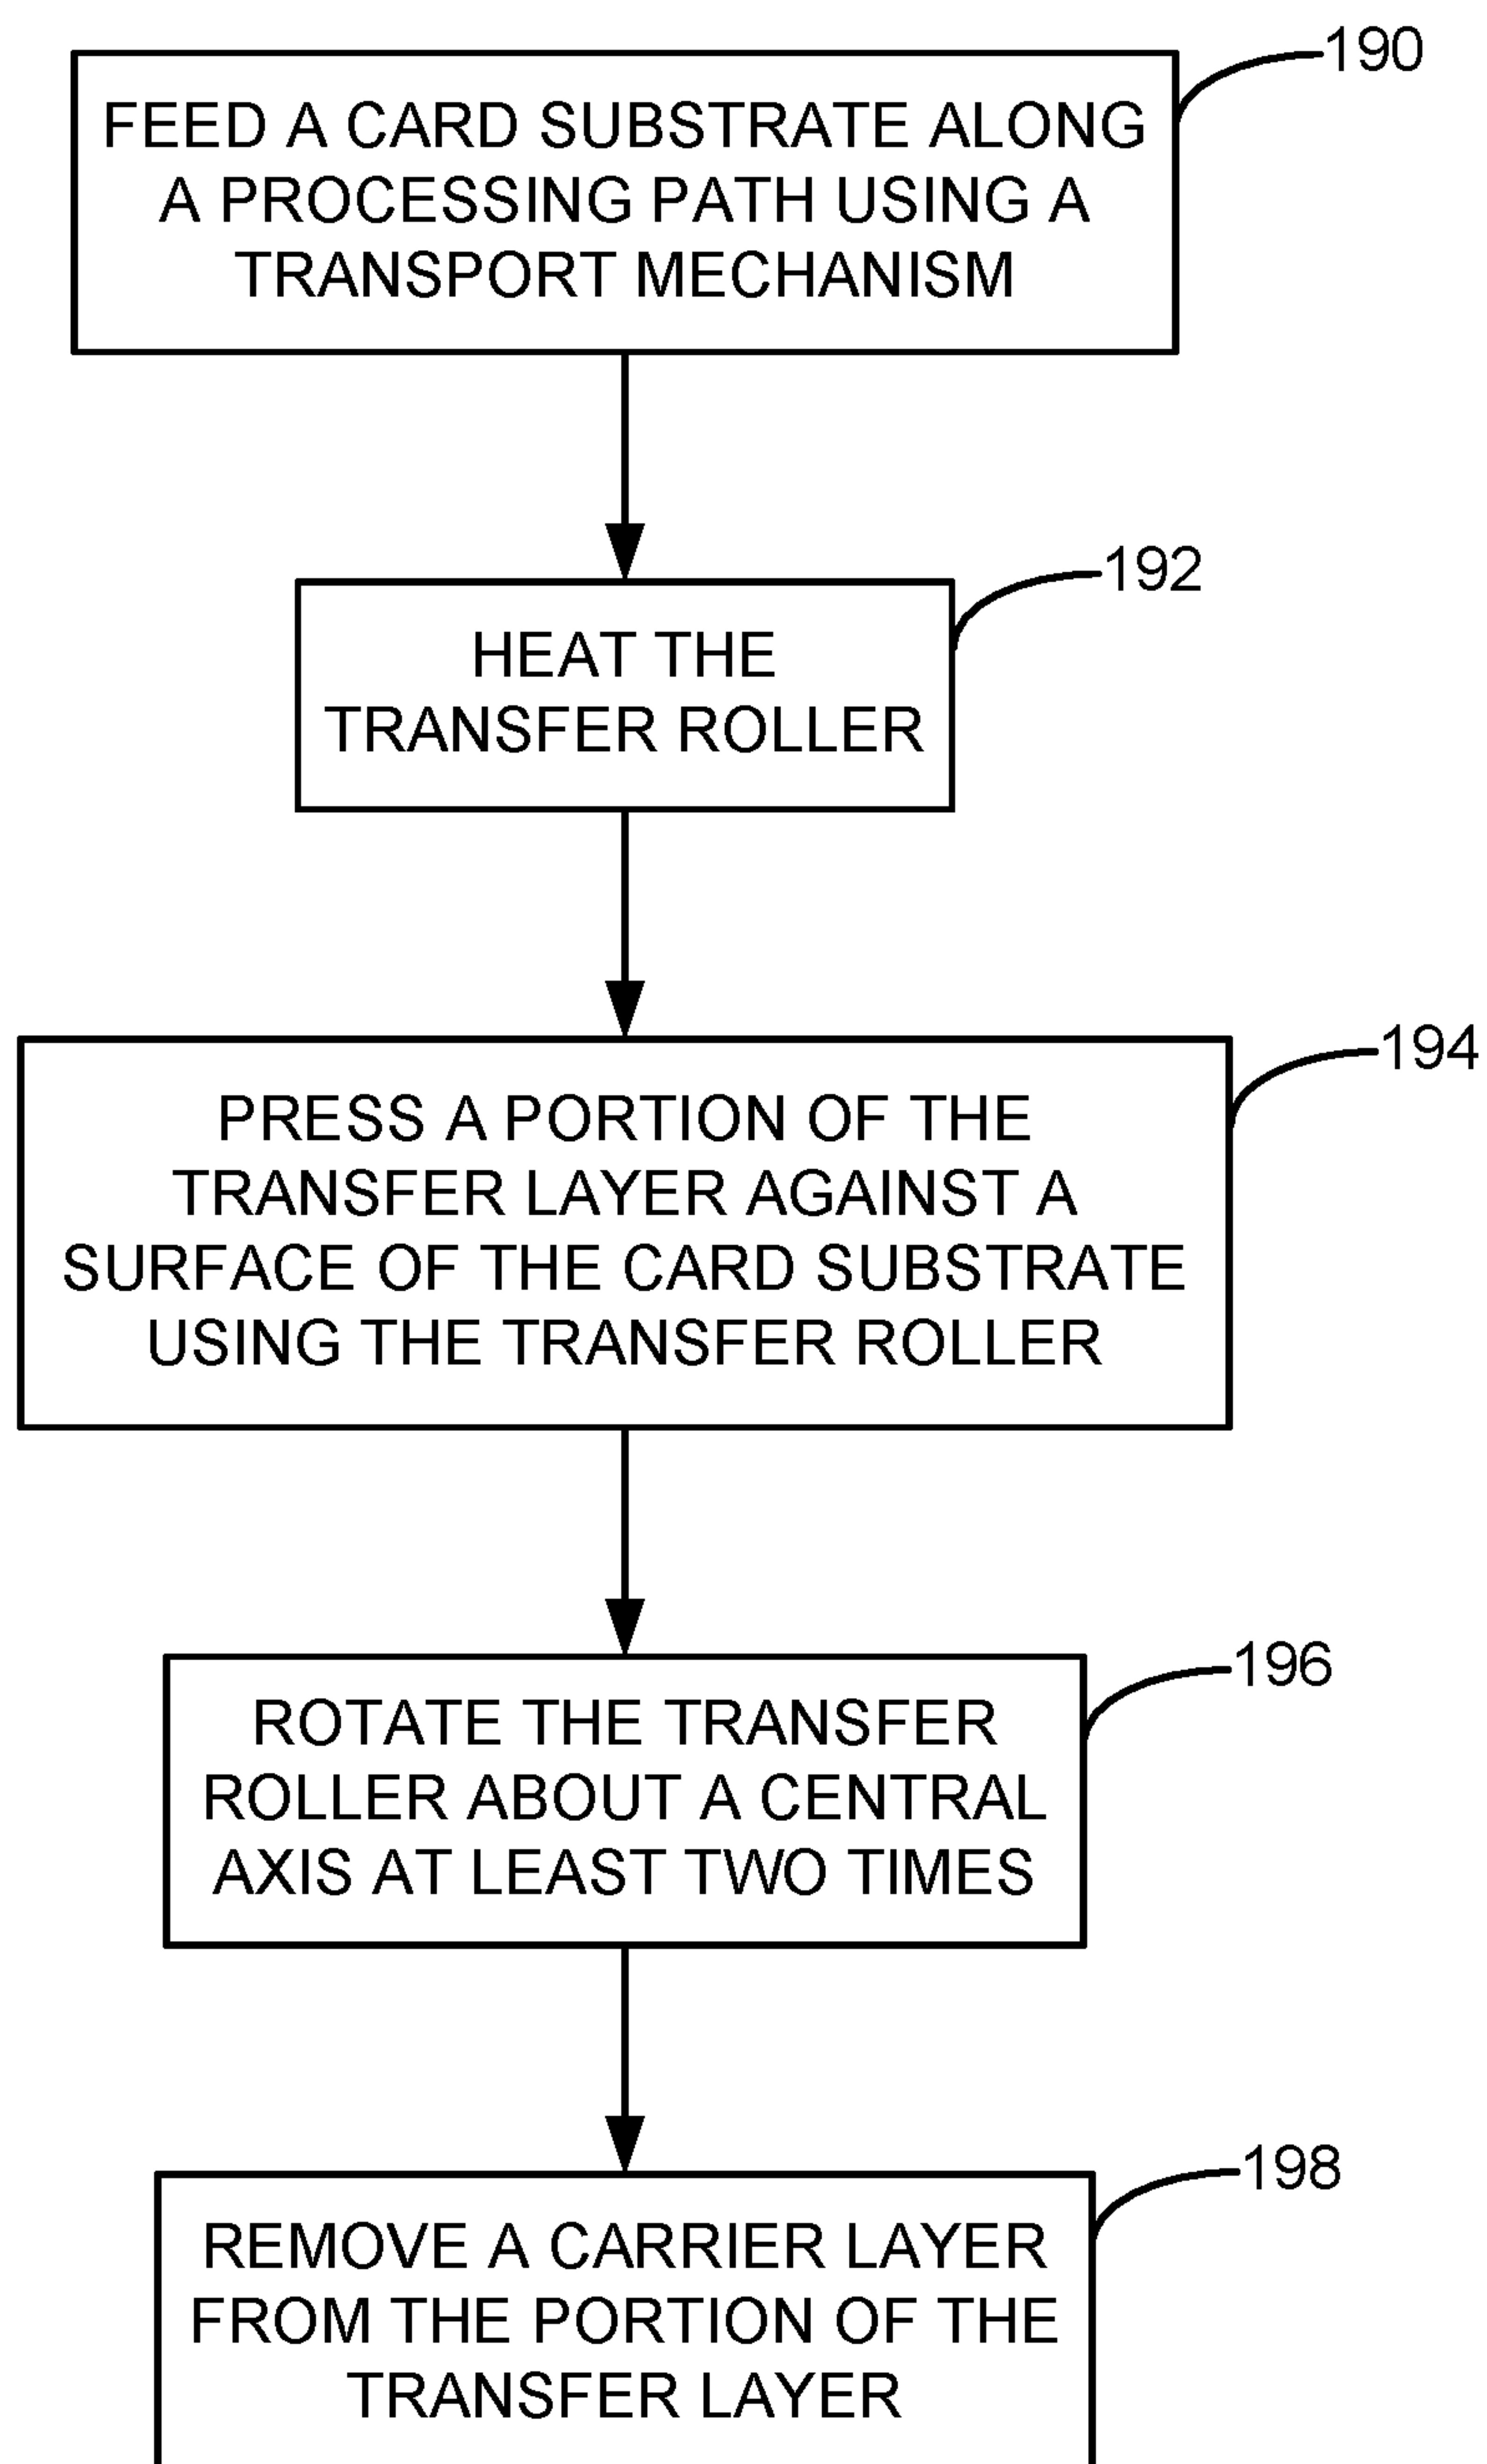 190
FEED A CARD SUBSTRATE ALONG
A PROCESSING PATH USING A
TRANSPORT MECHANISM
192
HEAT THE
TRANSFER ROLLER
194
PRESS A PORTION OF THE
TRANSFER LAYER AGAINST A
SURFACE OF THE CARD SUBSTRATE
USING THE TRANSFER ROLLER
196
ROTATE THE TRANSFER
ROLLER ABOUT A CENTRAL
AXIS AT LEAST TWO TIMES
198
REMOVE A CARRIER LAYER
FROM THE PORTION OF THE
TRANSFER LAYER